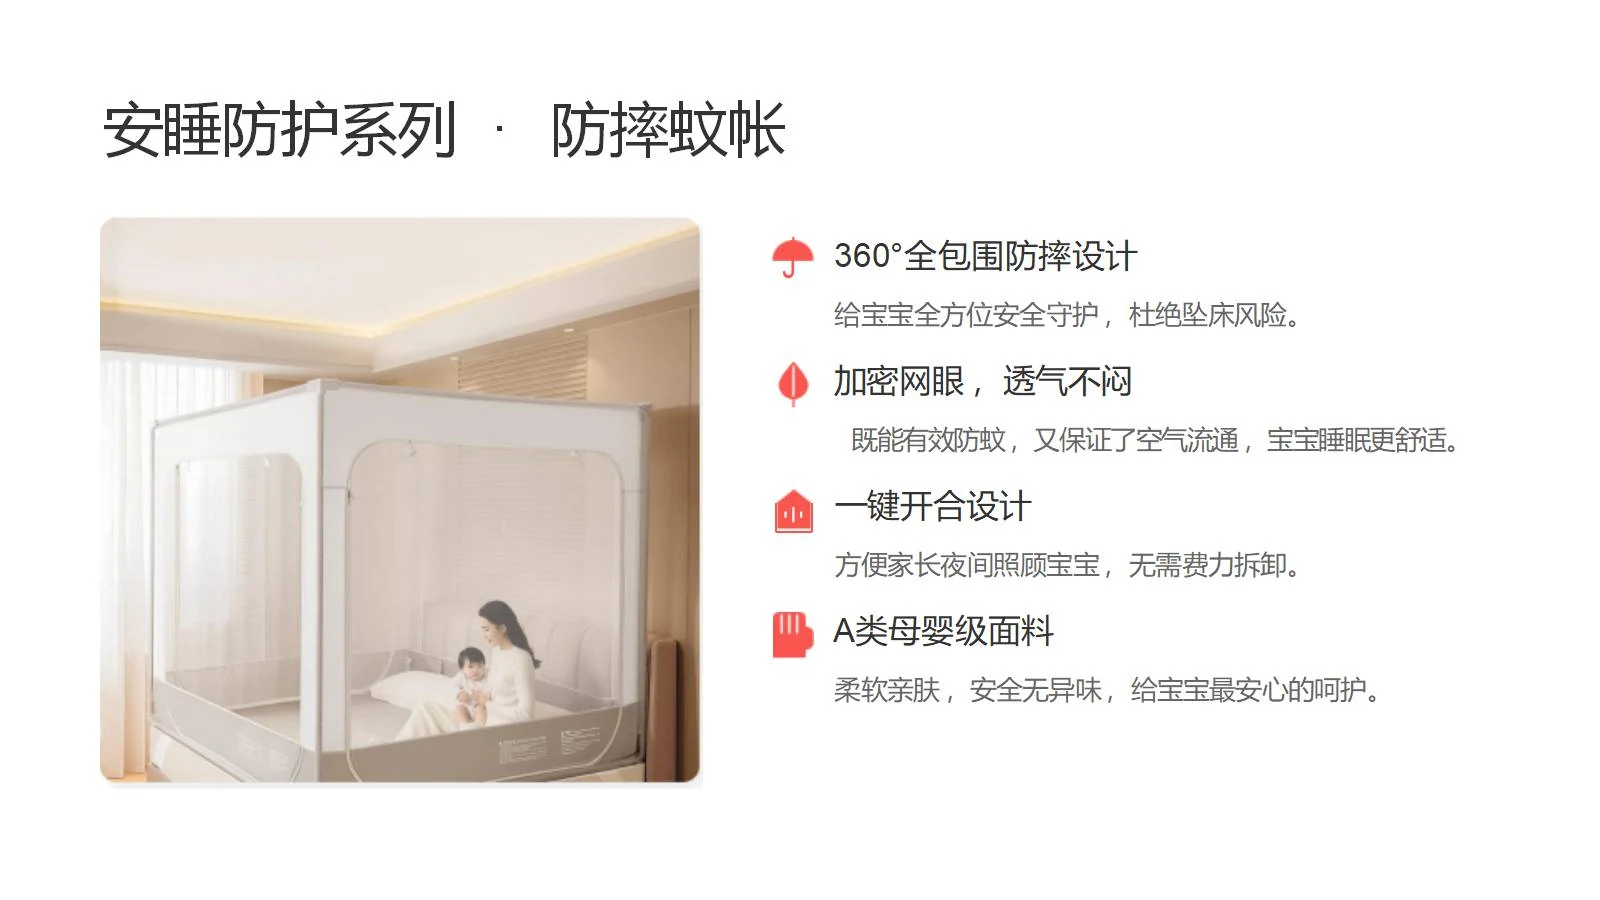 安睡防护系列 · 防摔蚊帐
360°全包围防摔设计
给宝宝全方位安全守护，杜绝坠床风险。
加密网眼，透气不闷
既能有效防蚊，又保证了空气流通，宝宝睡眠更舒适。
一键开合设计
方便家长夜间照顾宝宝，无需费力拆卸。
A类母婴级面料
柔软亲肤，安全无异味，给宝宝最安心的呵护。